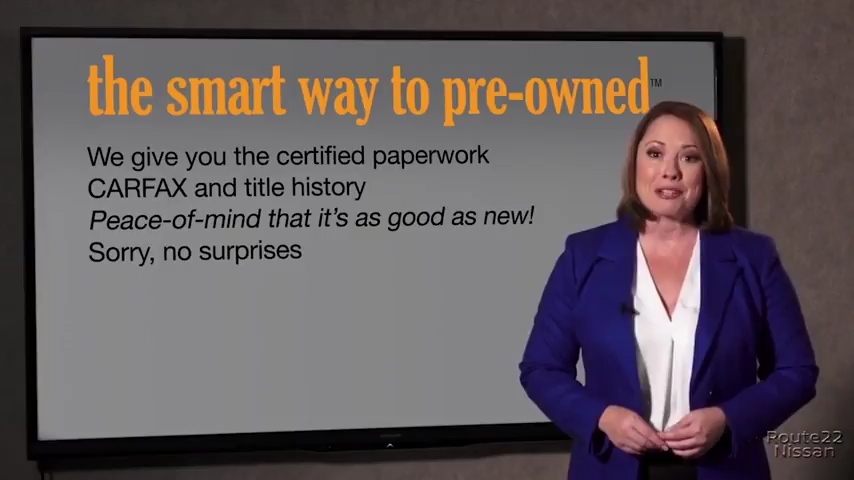 the smart way to pre-owned™
We give you the certified paperwork
CARFAX and title history
Peace-of-mind that it's as good as new!
Sorry, no surprises
Route22
Nissan